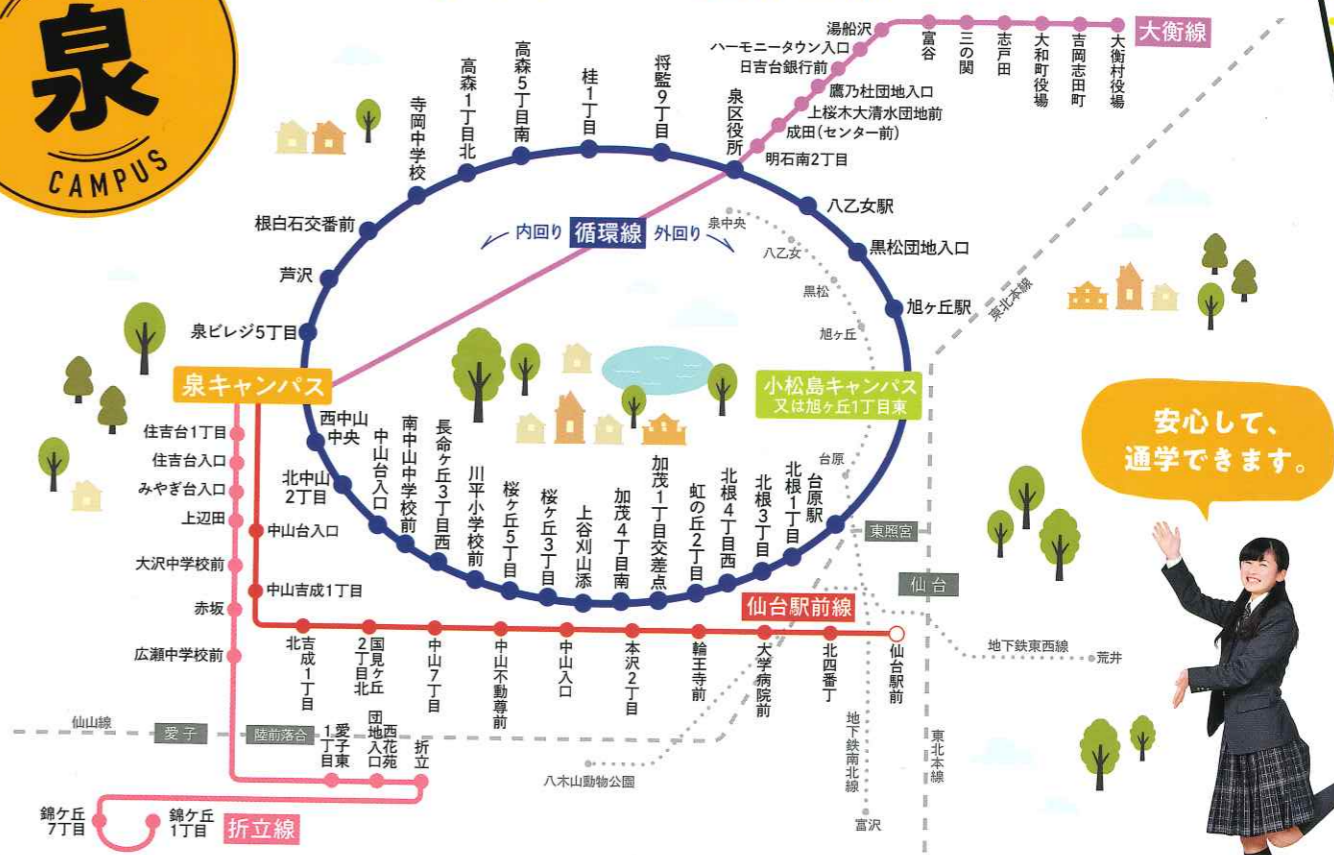 泉
CAMPUS
大衡線
湯船沢
ハーモニータウン入口
日吉台銀行前
鷹乃杜団地入口
上桜木大清水団地前
成田(センター前)
明石南2丁目
富谷
三の関
志戸田
大和町役場
吉岡志田町
大衡村役場
寺岡中学校
高森1丁目北
高森5丁目南
桂1丁目
将監9丁目
泉区役所
八乙女駅
黒松団地入口
旭ヶ丘駅
根白石交番前
芦沢
泉ビレジ5丁目
内回り
循環線
外回り
泉中央
八乙女
黒松
旭ヶ丘
台原
東北本線
泉キャンパス
小松島キャンパス
又は旭ヶ丘1丁目東
安心して、
通学できます。
西中山
中央
北中山
2丁目
中山台入口
南中山中学校前
長命ヶ丘3丁目西
川平小学校前
桜ヶ丘5丁目
桜ヶ丘3丁目
上谷刈山添
加茂4丁目南
加茂1丁目交差点
虹の丘2丁目
北根4丁目西
北根3丁目
北根1丁目
台原駅
東照宮
仙台
住吉台1丁目
住吉台入口
みやぎ台入口
上辺田
大沢中学校前
赤坂
広瀬中学校前
中山台入口
中山吉成1丁目
仙台駅前線
北吉成1丁目
国見ヶ丘
2丁目北
中山7丁目
中山不動尊前
中山入口
本沢2丁目
輪王寺前
大学病院前
北四番丁
仙台駅前
地下鉄東西線
荒井
仙山線
愛子
陸前落合
愛子東
1丁目
西花苑
団地入口
折立
八木山動物公園
地下鉄南北線
富沢
東北本線
錦ケ丘
7丁目
錦ケ丘
1丁目
折立線